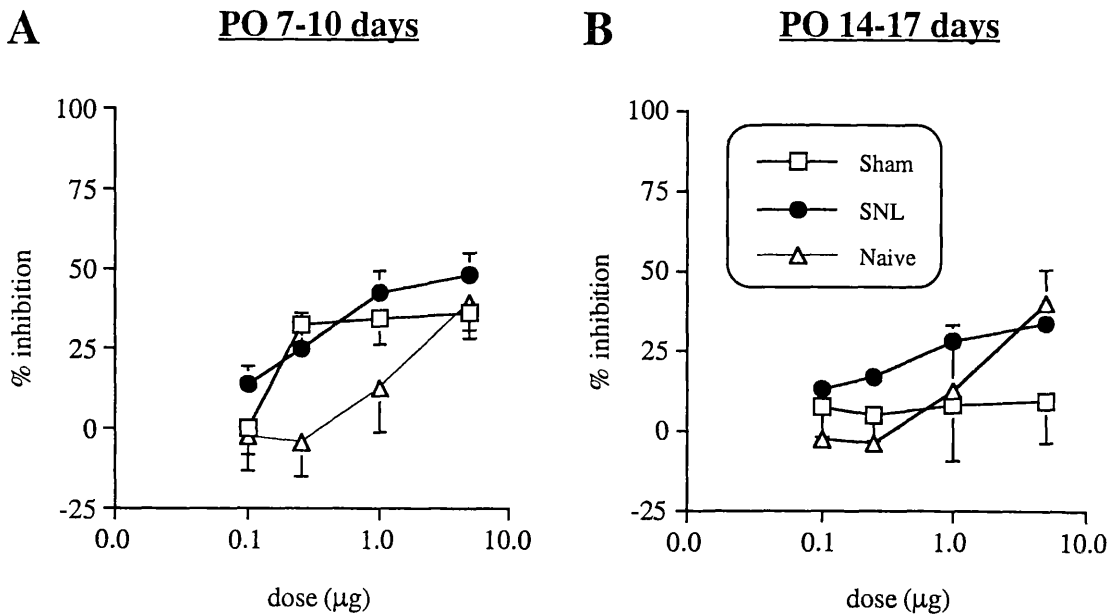 A
PO 7-10 days
100
75
50
25
0
-25
% inhibition
0.0
0.1
1.0
10.0
dose (µg)
B
PO 14-17 days
100
75
50
25
0
-25
% inhibition
Sham
SNL
Naive
0.0
0.1
1.0
10.0
dose (µg)